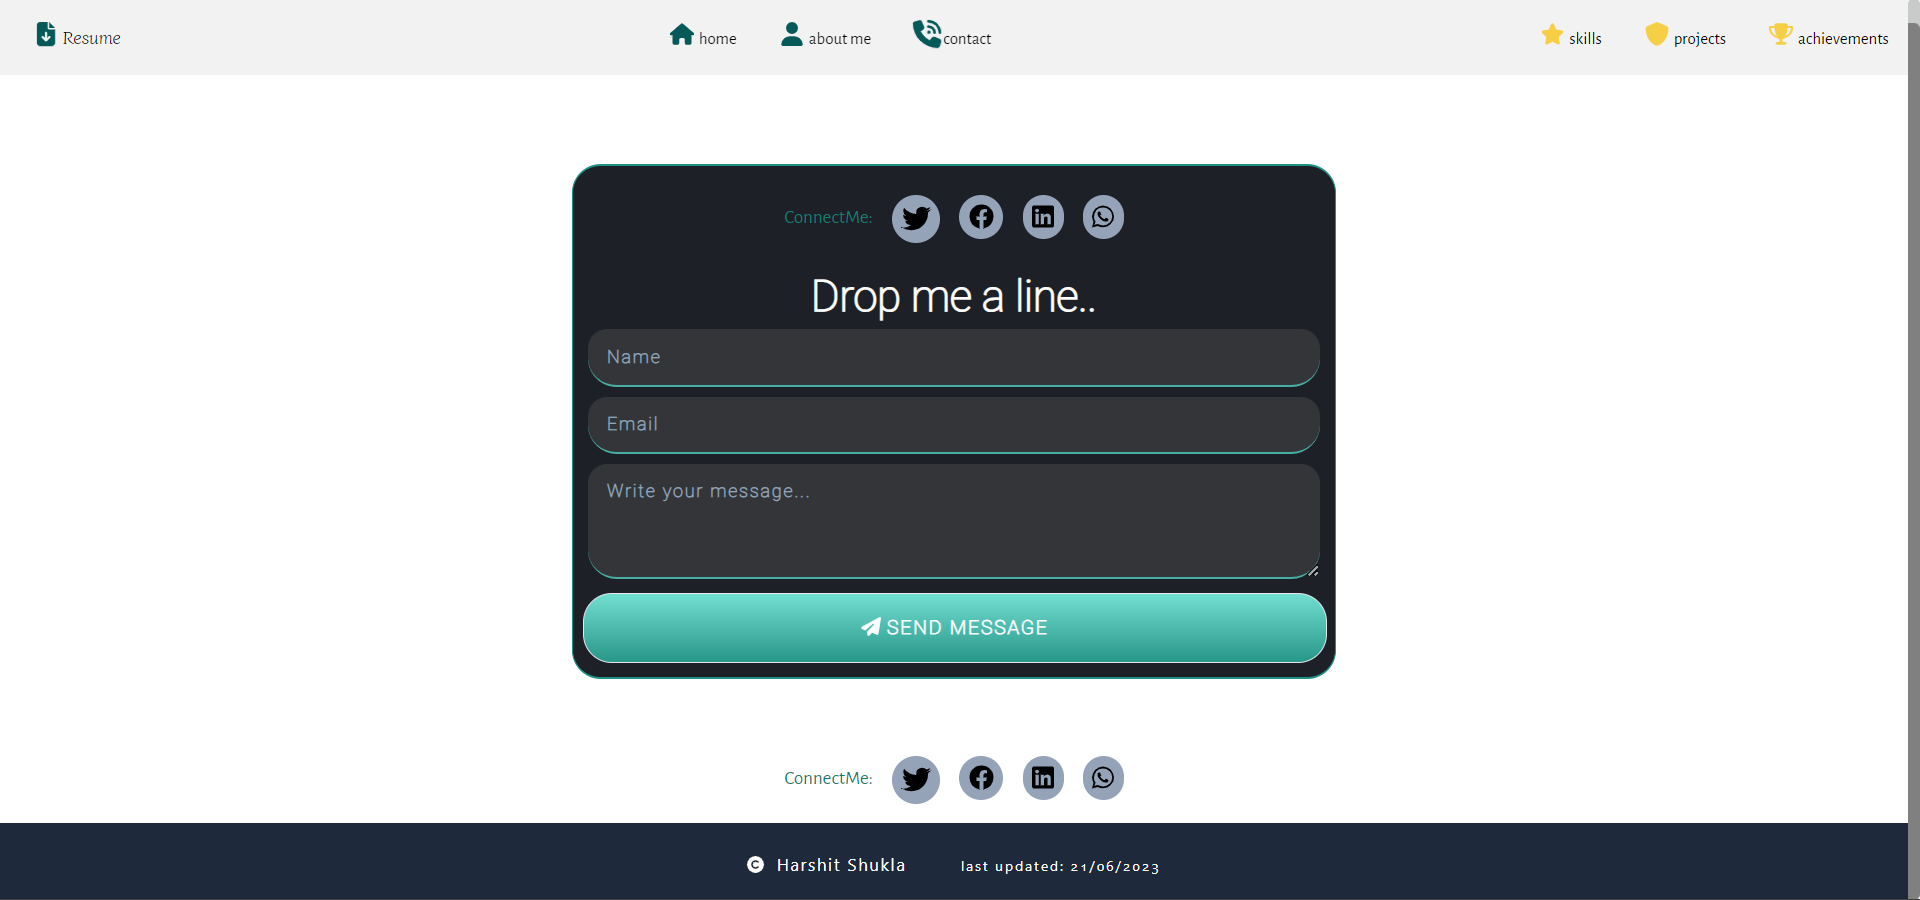 Resume
home
about me
contact
skills
projects
achievements
ConnectMe:
Drop me a line..
Name
Email
Write your message...
SEND MESSAGE
ConnectMe:
© Harshit Shukla
last updated: 21/06/2023